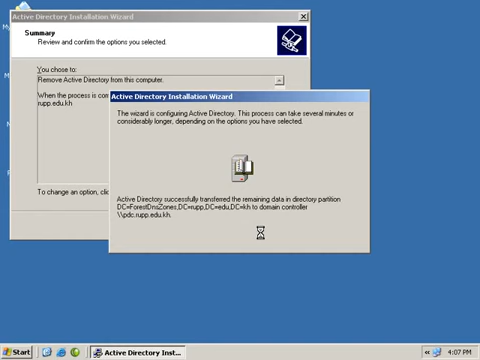 Active Directory Installation Wizard
Summary
Review and confirm the options you selected.
You chose to:
Remove Active Directory from this computer.
When the process is com
rupp.edu.kh
To change an option, clic
Active Directory Installation Wizard
The wizard is configuring Active Directory. This process can take several minutes or
considerably longer, depending on the options you have selected.
Active Directory successfully transferred the remaining data in directory partition
DC=ForestDnsZones,DC=rupp,DC=edu,DC=kh to domain controller
\\pdc.rupp.edu.kh.
Start
Active Directory Inst...
4:07 PM